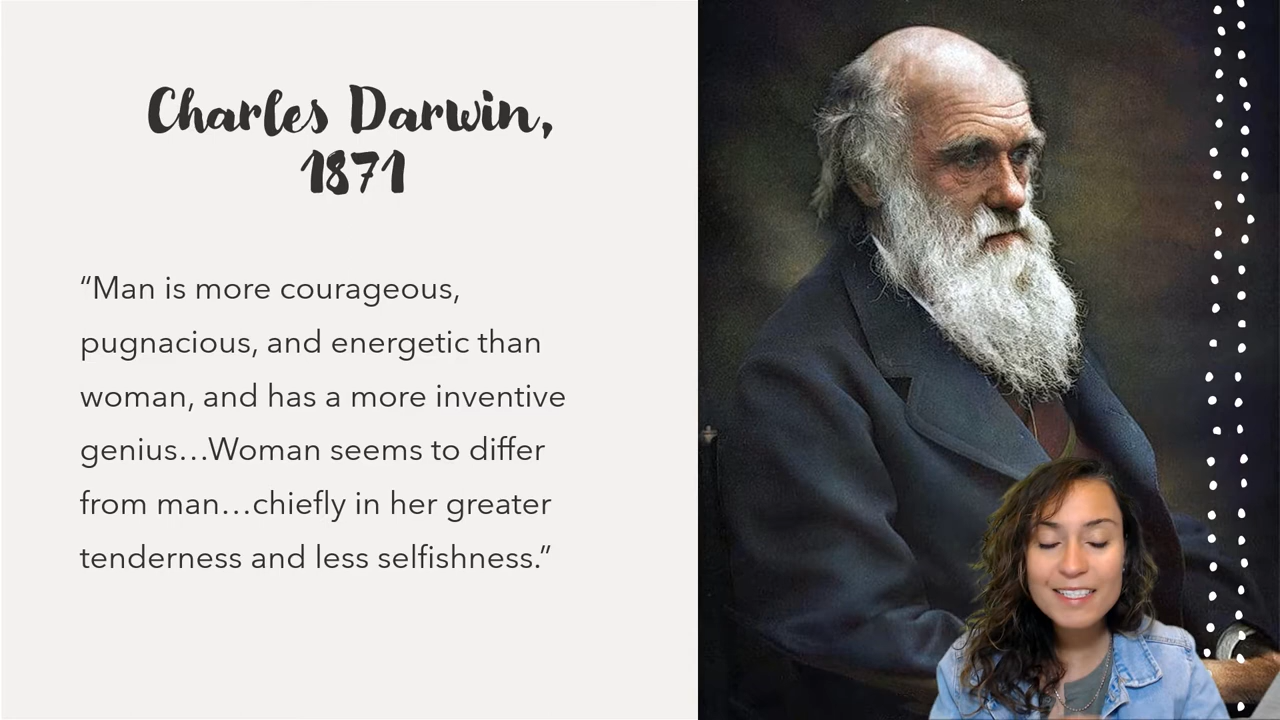 Charles Darwin,
1871
“Man is more courageous,
pugnacious, and energetic than
woman, and has a more inventive
genius…Woman seems to differ
from man…chiefly in her greater
tenderness and less selfishness.”